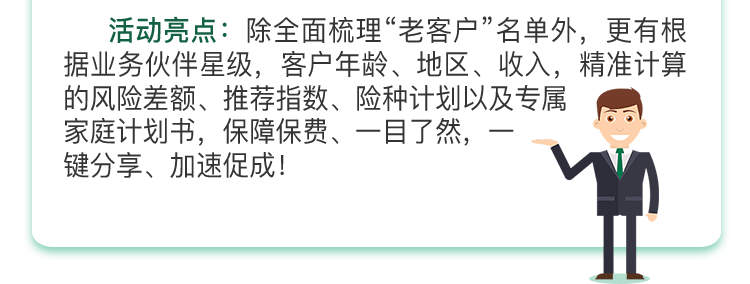 活动亮点：除全面梳理“老客户”名单外，更有根
据业务伙伴星级，客户年龄、地区、收入，精准计算
的风险差额、推荐指数、险种计划以及专属
家庭计划书，保障保费、一目了然，一
键分享、加速促成！